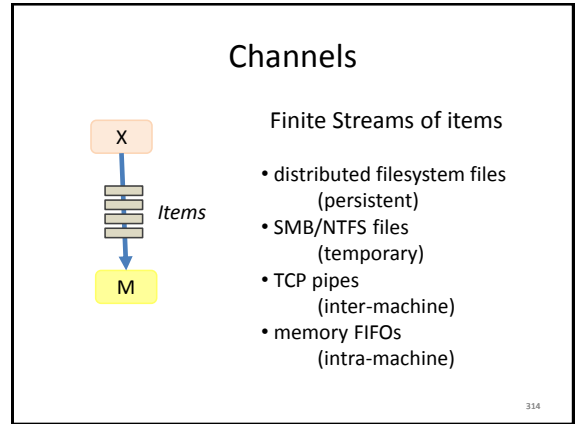 Channels
X
Items
M
Finite Streams of items
• distributed filesystem files
(persistent)
• SMB/NTFS files
(temporary)
• TCP pipes
(inter-machine)
• memory FIFOs
(intra-machine)
314